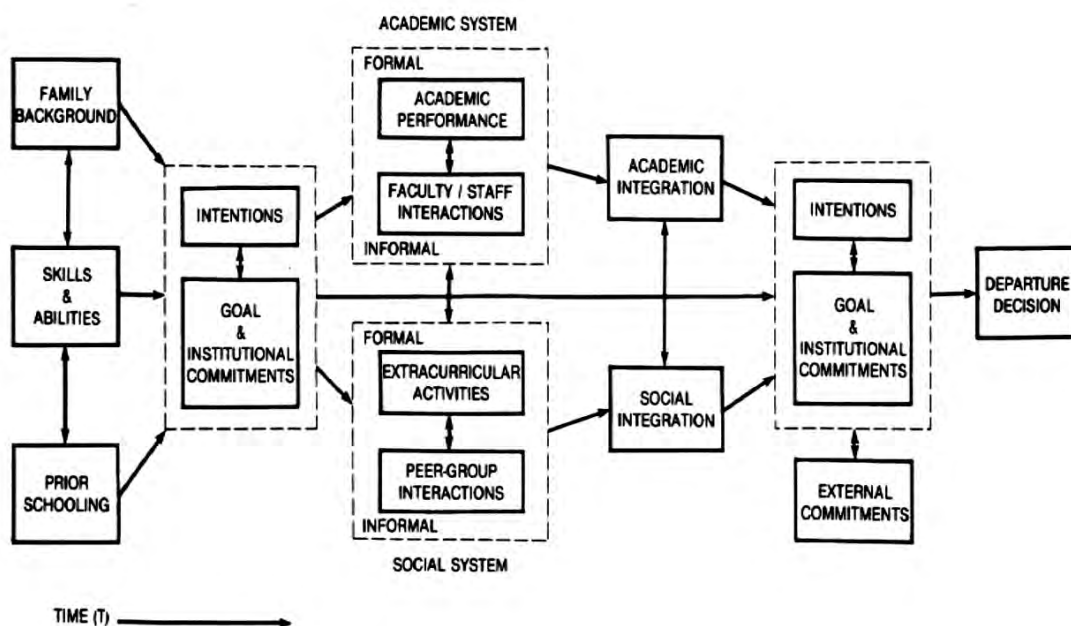 ACADEMIC SYSTEM
FAMILY
BACKGROUND
SKILLS
&
ABILITIES
PRIOR
SCHOOLING
INTENTIONS
GOAL
&
INSTITUTIONAL
COMMITMENTS
FORMAL
ACADEMIC
PERFORMANCE
FACULTY / STAFF
INTERACTIONS
INFORMAL
FORMAL
EXTRACURRICULAR
ACTIVITIES
PEER-GROUP
INTERACTIONS
INFORMAL
SOCIAL SYSTEM
ACADEMIC
INTEGRATION
SOCIAL
INTEGRATION
INTENTIONS
GOAL
&
INSTITUTIONAL
COMMITMENTS
EXTERNAL
COMMITMENTS
DEPARTURE
DECISION
TIME (T)